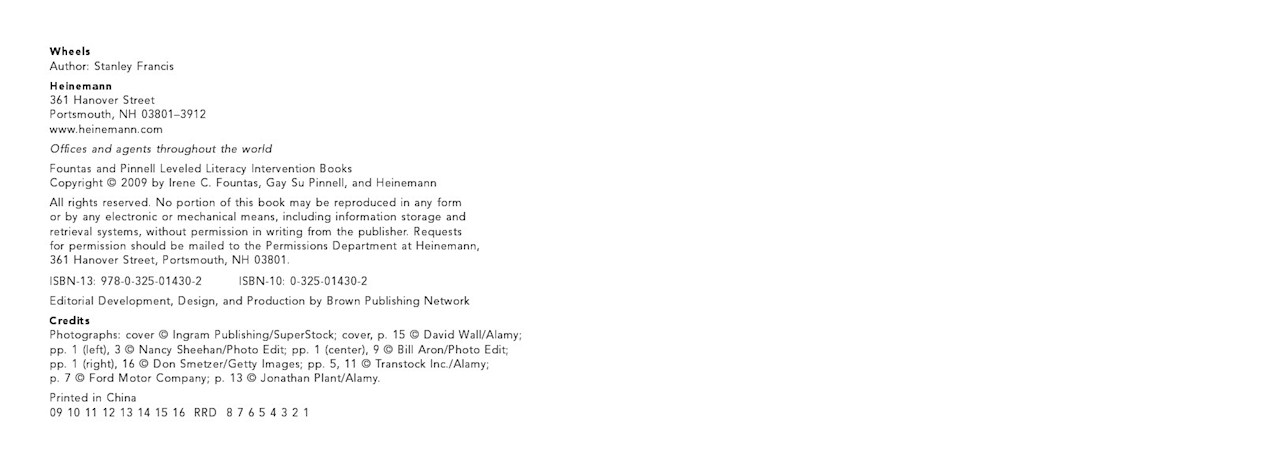 Wheels
Author: Stanley Francis
Heinemann
361 Hanover Street
Portsmouth, NH 03801–3912
www.heinemann.com
Offices and agents throughout the world
Fountas and Pinnell Leveled Literacy Intervention Books
Copyright © 2009 by Irene C. Fountas, Gay Su Pinnell, and Heinemann
All rights reserved. No portion of this book may be reproduced in any form
or by any electronic or mechanical means, including information storage and
retrieval systems, without permission in writing from the publisher. Requests
for permission should be mailed to the Permissions Department at Heinemann,
361 Hanover Street, Portsmouth, NH 03801.
ISBN-13: 978-0-325-01430-2 ISBN-10: 0-325-01430-2
Editorial Development, Design, and Production by Brown Publishing Network
Credits
Photographs: cover © Ingram Publishing/SuperStock; cover, p. 15 © David Wall/Alamy;
pp. 1 (left), 3 © Nancy Sheehan/Photo Edit; pp. 1 (center), 9 © Bill Aron/Photo Edit;
pp. 1 (right), 16 © Don Smetzer/Getty Images; pp. 5, 11 © Transtock Inc./Alamy;
p. 7 © Ford Motor Company; p. 13 © Jonathan Plant/Alamy.
Printed in China
09 10 11 12 13 14 15 16 RRD 8 7 6 5 4 3 2 1